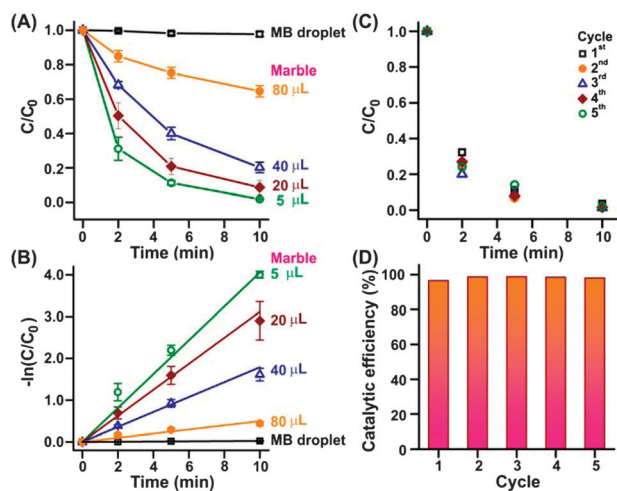 (A)
C/C0
1.0
0.8
0.6
0.4
0.2
0.0
0 2 4 6 8 10
Time (min)
MB droplet
Marble
80 μL
40 μL
20 μL
5 μL
(C)
C/C0
1.0
0.8
0.6
0.4
0.2
0.0
0 2 4 6 8 10
Time (min)
Cycle
1st
2nd
3rd
4th
5th
(B)
-ln(C/C0)
4.0
3.0
2.0
1.0
0.0
0 2 4 6 8 10
Time (min)
Marble
5 μL
20 μL
40 μL
80 μL
MB droplet
(D)
Catalytic efficiency (%)
100
80
60
40
20
0
1 2 3 4 5
Cycle